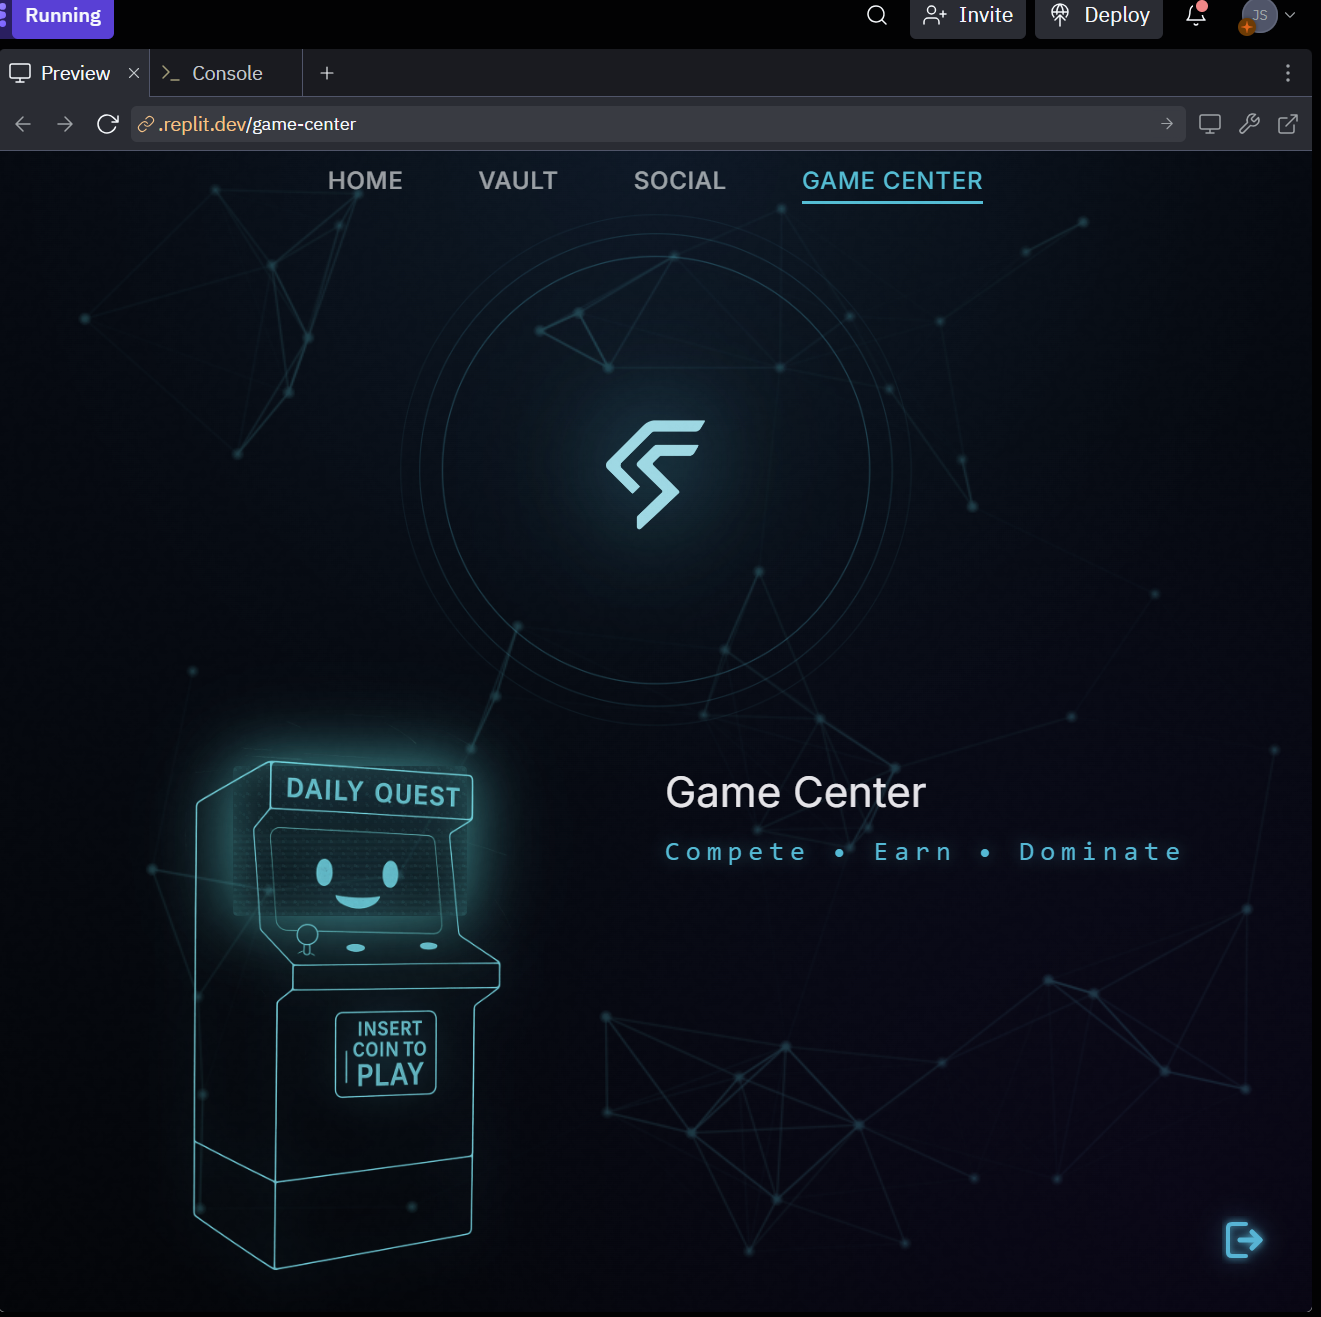 Running
Invite
Deploy
JS
Preview
Console
.replit.dev/game-center
HOME
VAULT
SOCIAL
GAME CENTER
DAILY QUEST
INSERT
COIN TO
PLAY
Game Center
Compete • Earn • Dominate